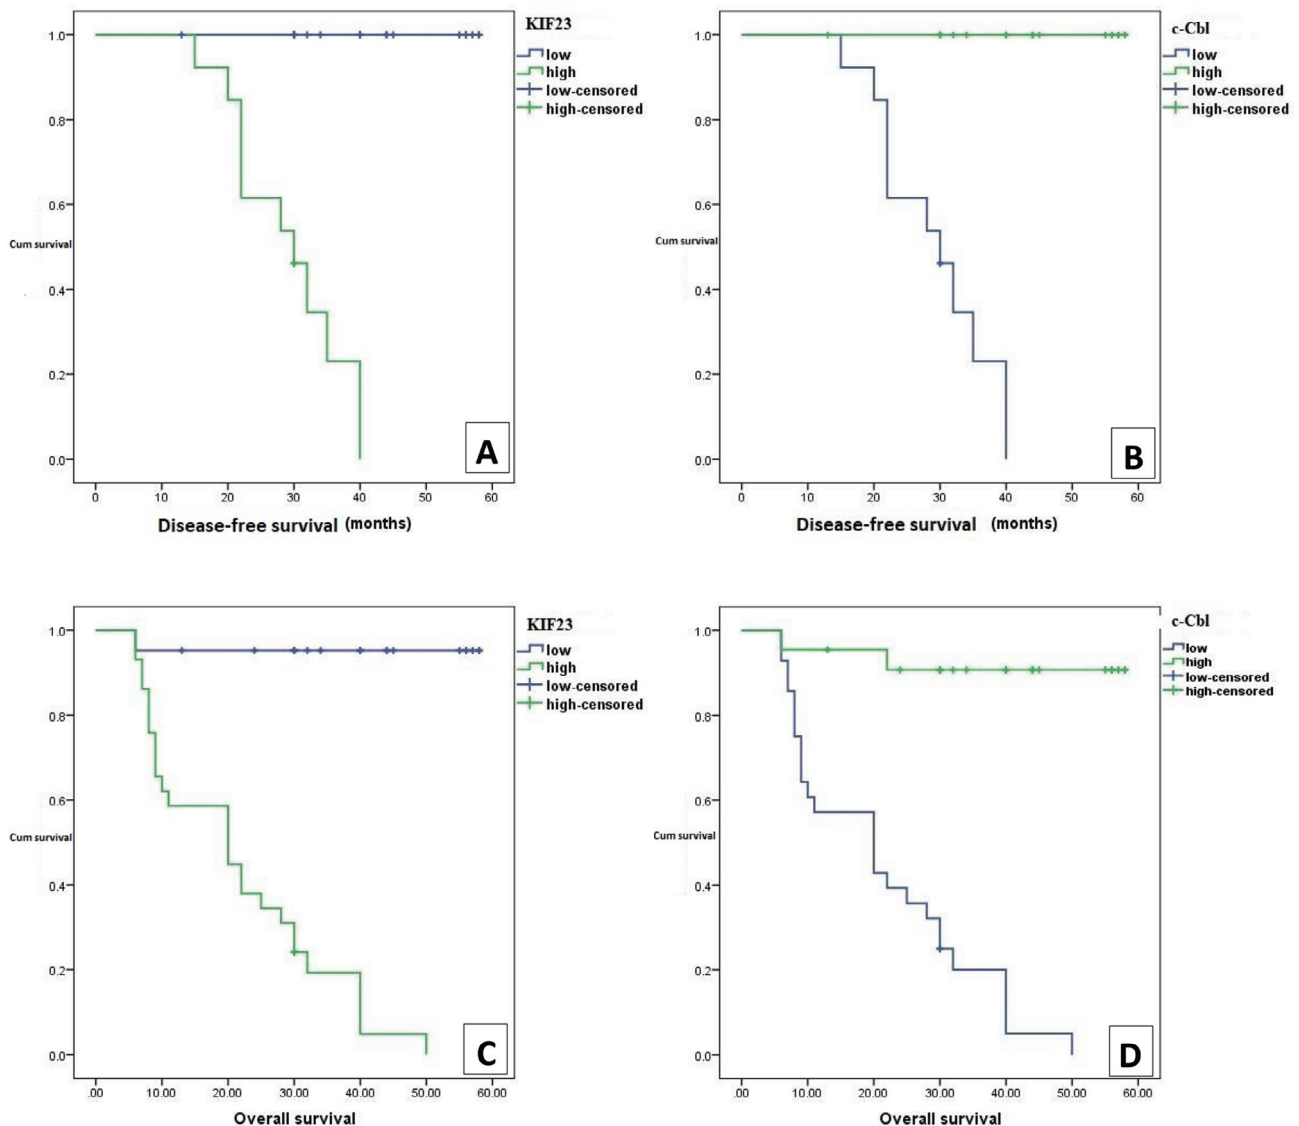 KIF23
low
high
low-censored
high-censored
1.0
0.8
0.6
Cum survival
0.4
0.2
0.0
A
0 10 20 30 40 50 60
Disease-free survival (months)
c-Cbl
low
high
low-censored
high-censored
1.0
0.8
0.6
Cum survival
0.4
0.2
0.0
B
0 10 20 30 40 50 60
Disease-free survival (months)
KIF23
low
high
low-censored
high-censored
1.0
0.8
0.6
Cum survival
0.4
0.2
0.0
C
.00 10.00 20.00 30.00 40.00 50.00 60.00
Overall survival
c-Cbl
low
high
low-censored
high-censored
1.0
0.8
0.6
Cum survival
0.4
0.2
0.0
D
.00 10.00 20.00 30.00 40.00 50.00 60.00
Overall survival